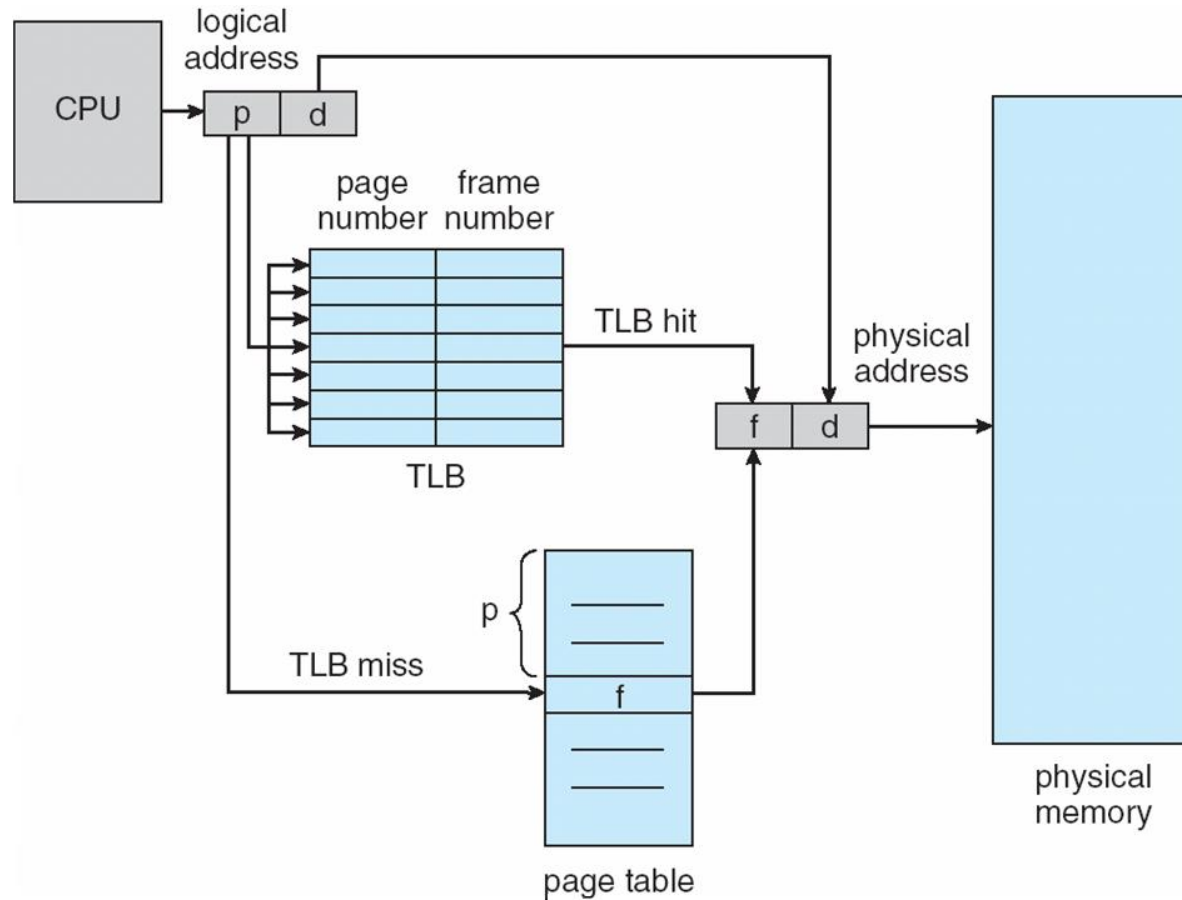 logical
address
CPU
p
d
page
number
frame
number
TLB hit
physical
address
f
d
TLB
p
TLB miss
f
physical
memory
page table